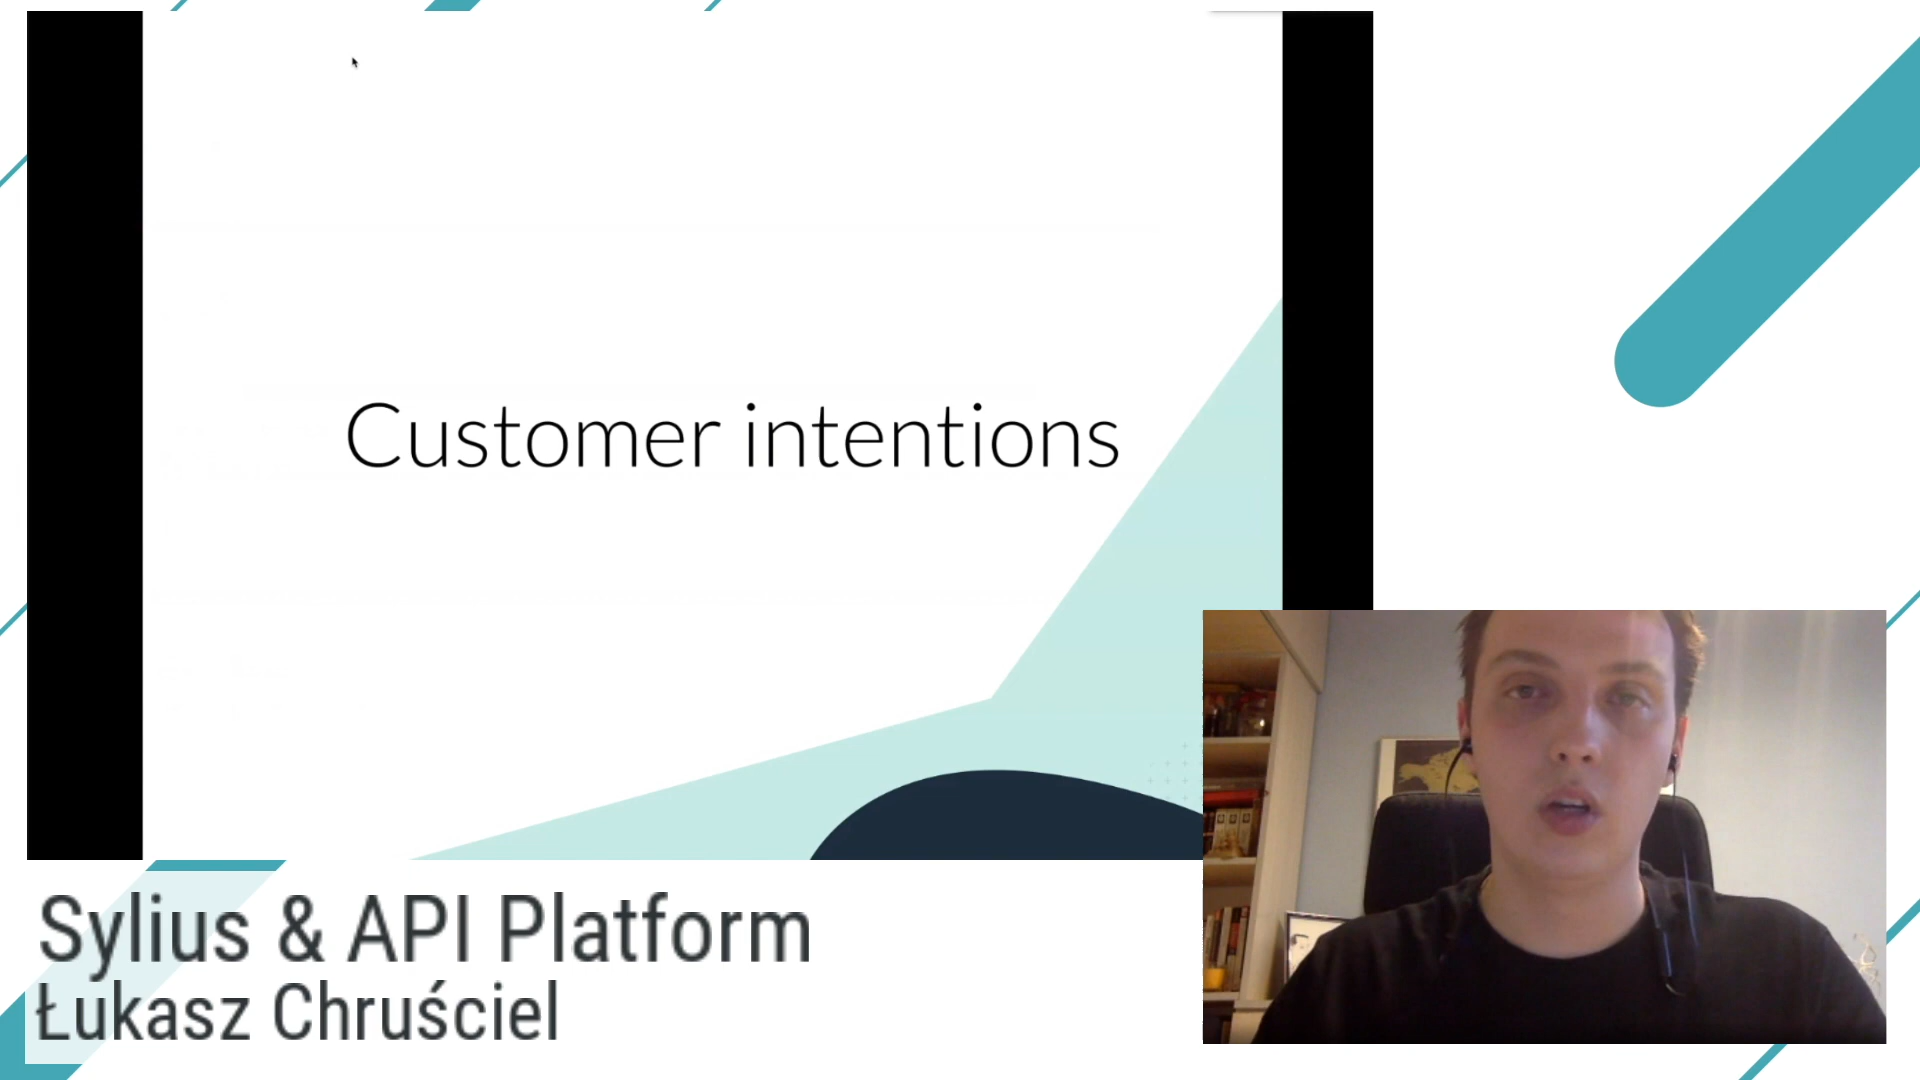 Customer intentions
Sylius & API Platform
Łukasz Chruściel